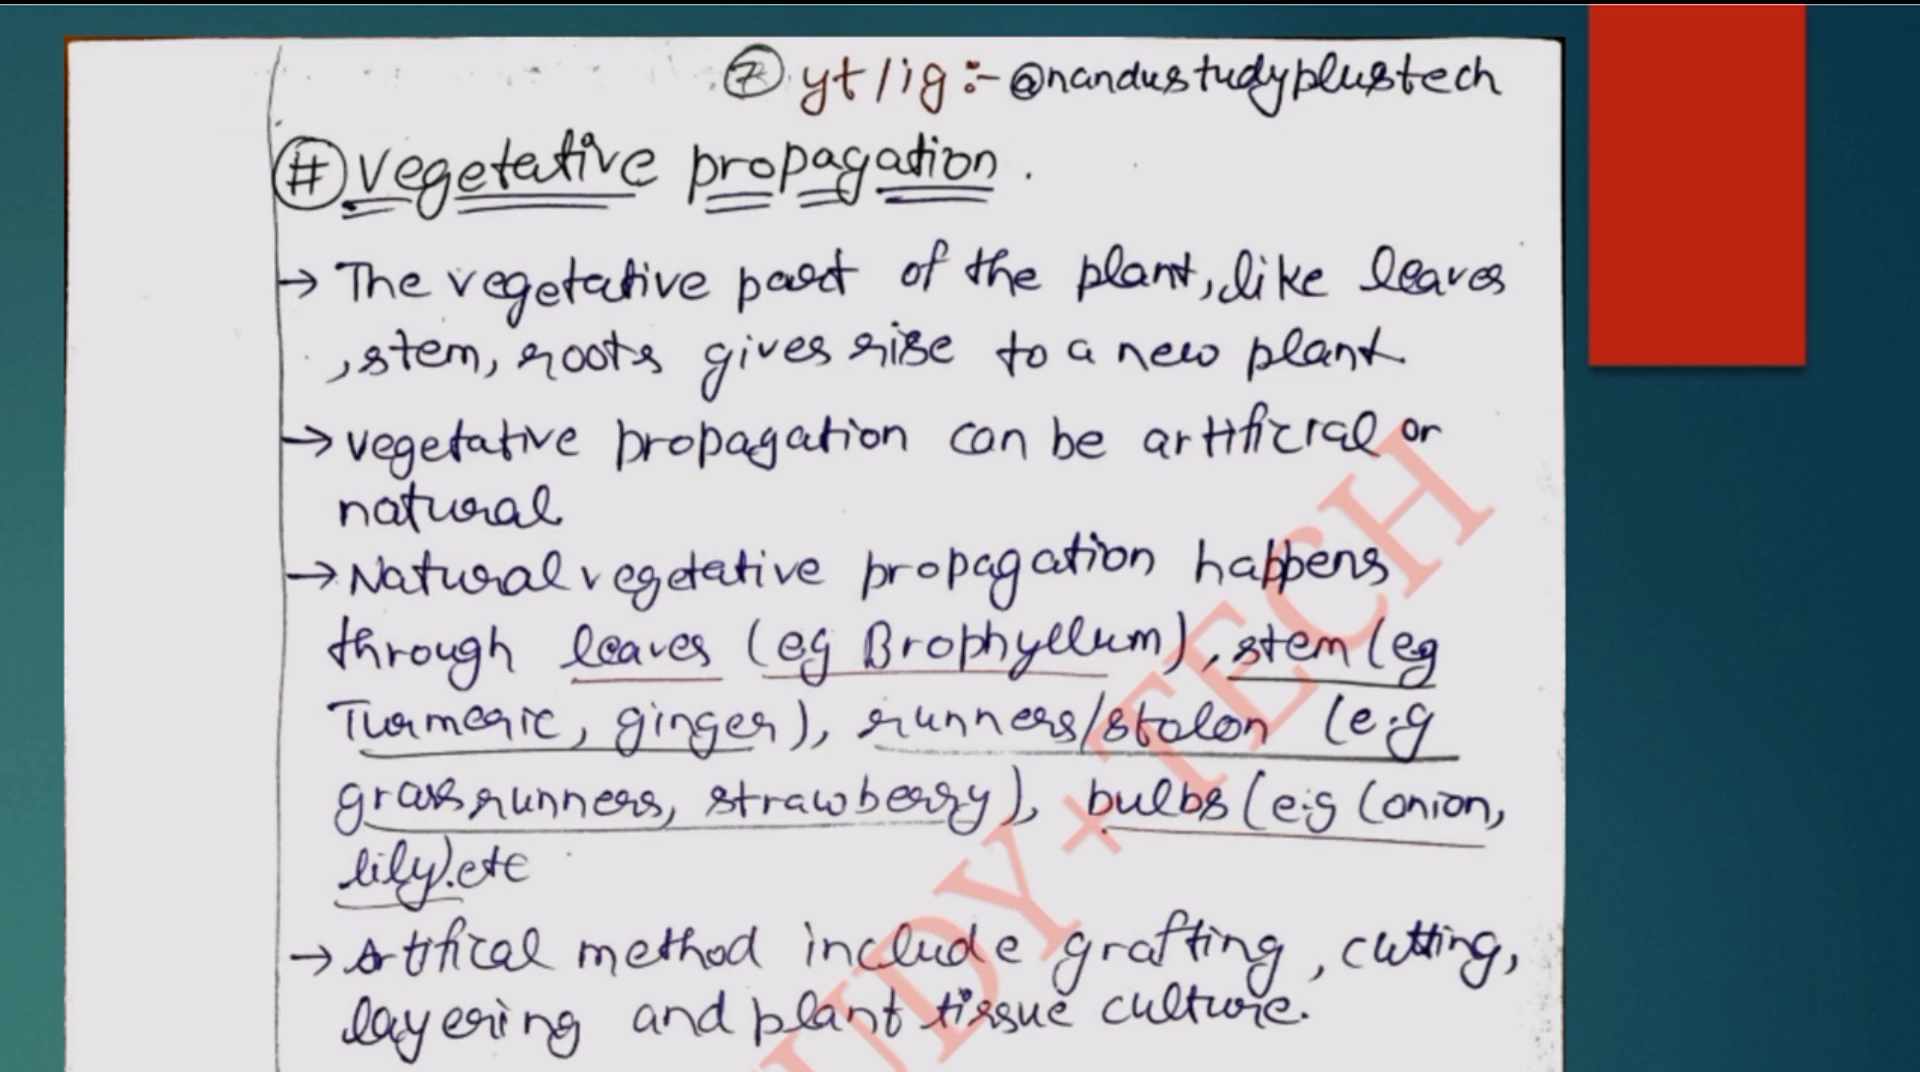 7 yt/ig:- @nandustudyplustech
# vegetative propagation.
→ The vegetative part of the plant, like leaves
, stem, roots gives rise to a new plant
→ vegetative propagation can be artificial or
natural
→ Natural vegetative propagation happens
through leaves (eg Brophyllum), stem (eg
Turmeric, ginger), runners/stolon (e.g
grass runners, strawberry), bulbs (e.g (onion,
lily).etc
→ Artifical method include grafting, cutting,
layering and plant tissue culture.
UDY+TECH